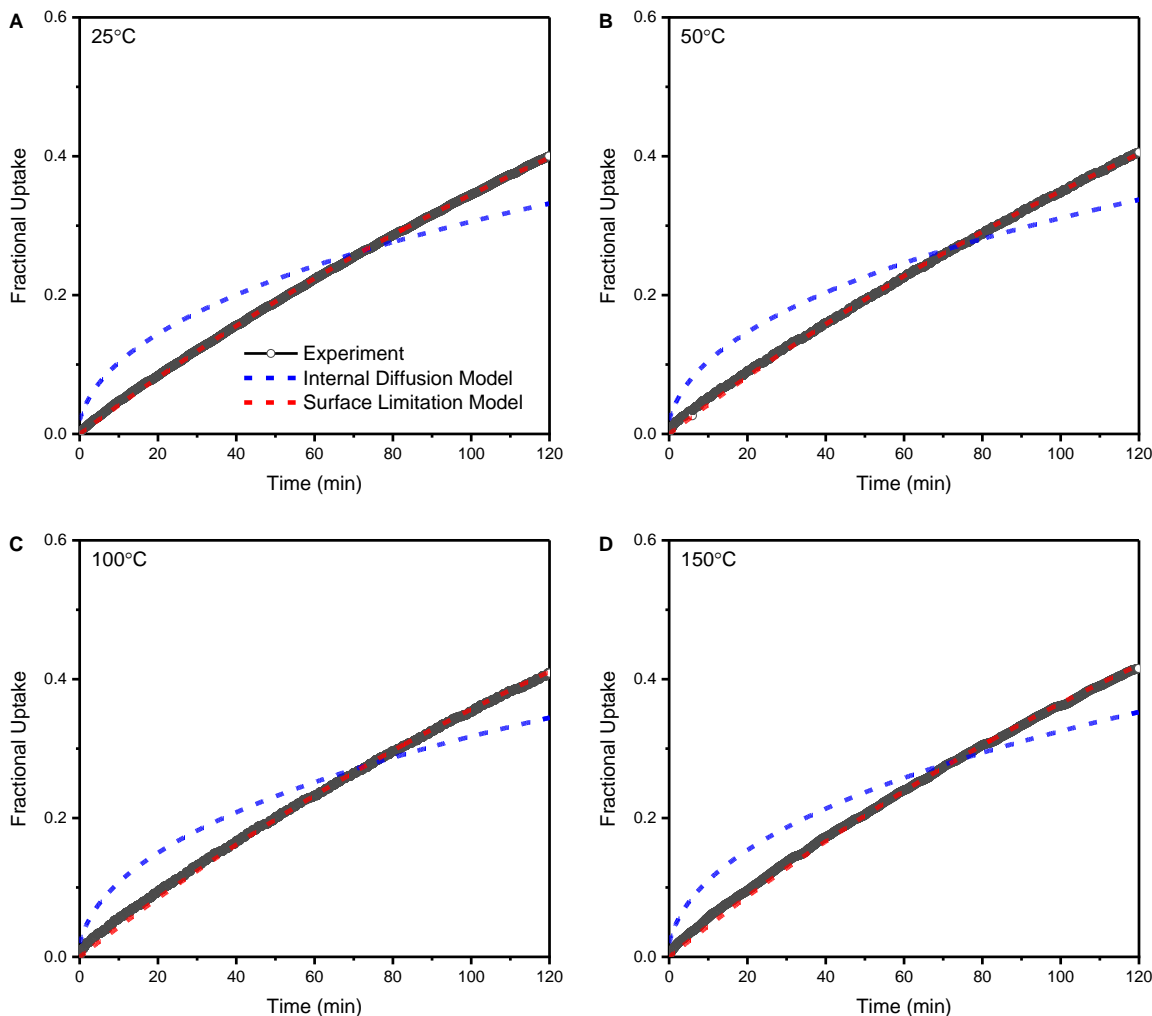 A
25°C
0.6
0.4
0.2
0.0
Fractional Uptake
Experiment
Internal Diffusion Model
Surface Limitation Model
0 20 40 60 80 100 120
Time (min)
B
50°C
0.6
0.4
0.2
0.0
Fractional Uptake
0 20 40 60 80 100 120
Time (min)
C
100°C
0.6
0.4
0.2
0.0
Fractional Uptake
0 20 40 60 80 100 120
Time (min)
D
150°C
0.6
0.4
0.2
0.0
Fractional Uptake
0 20 40 60 80 100 120
Time (min)